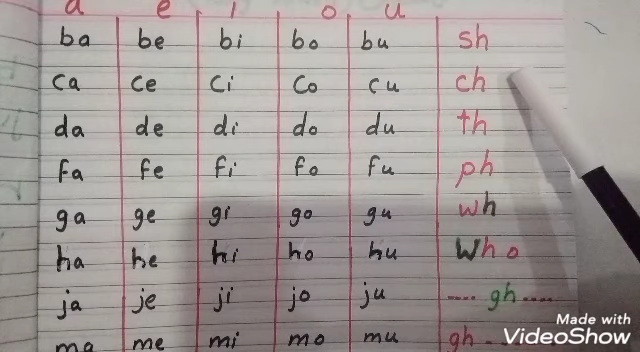 a e i o u
ba be bi bo bu sh
ca ce ci co cu ch
da de di do du th
fa fe fi fo fu ph
ga ge gi go gu wh
ha he hi ho hu who
ja je ji jo ju .... gh ....
ma me mi mo mu gh ..
Made with
VideoShow